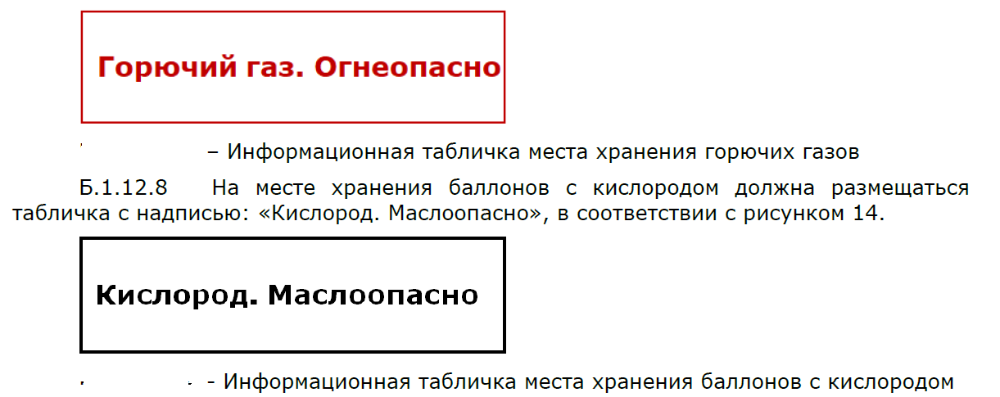 Горючий газ. Огнеопасно
– Информационная табличка места хранения горючих газов
Б.1.12.8 На месте хранения баллонов с кислородом должна размещаться
табличка с надписью: «Кислород. Маслоопасно», в соответствии с рисунком 14.
Кислород. Маслоопасно
- Информационная табличка места хранения баллонов с кислородом